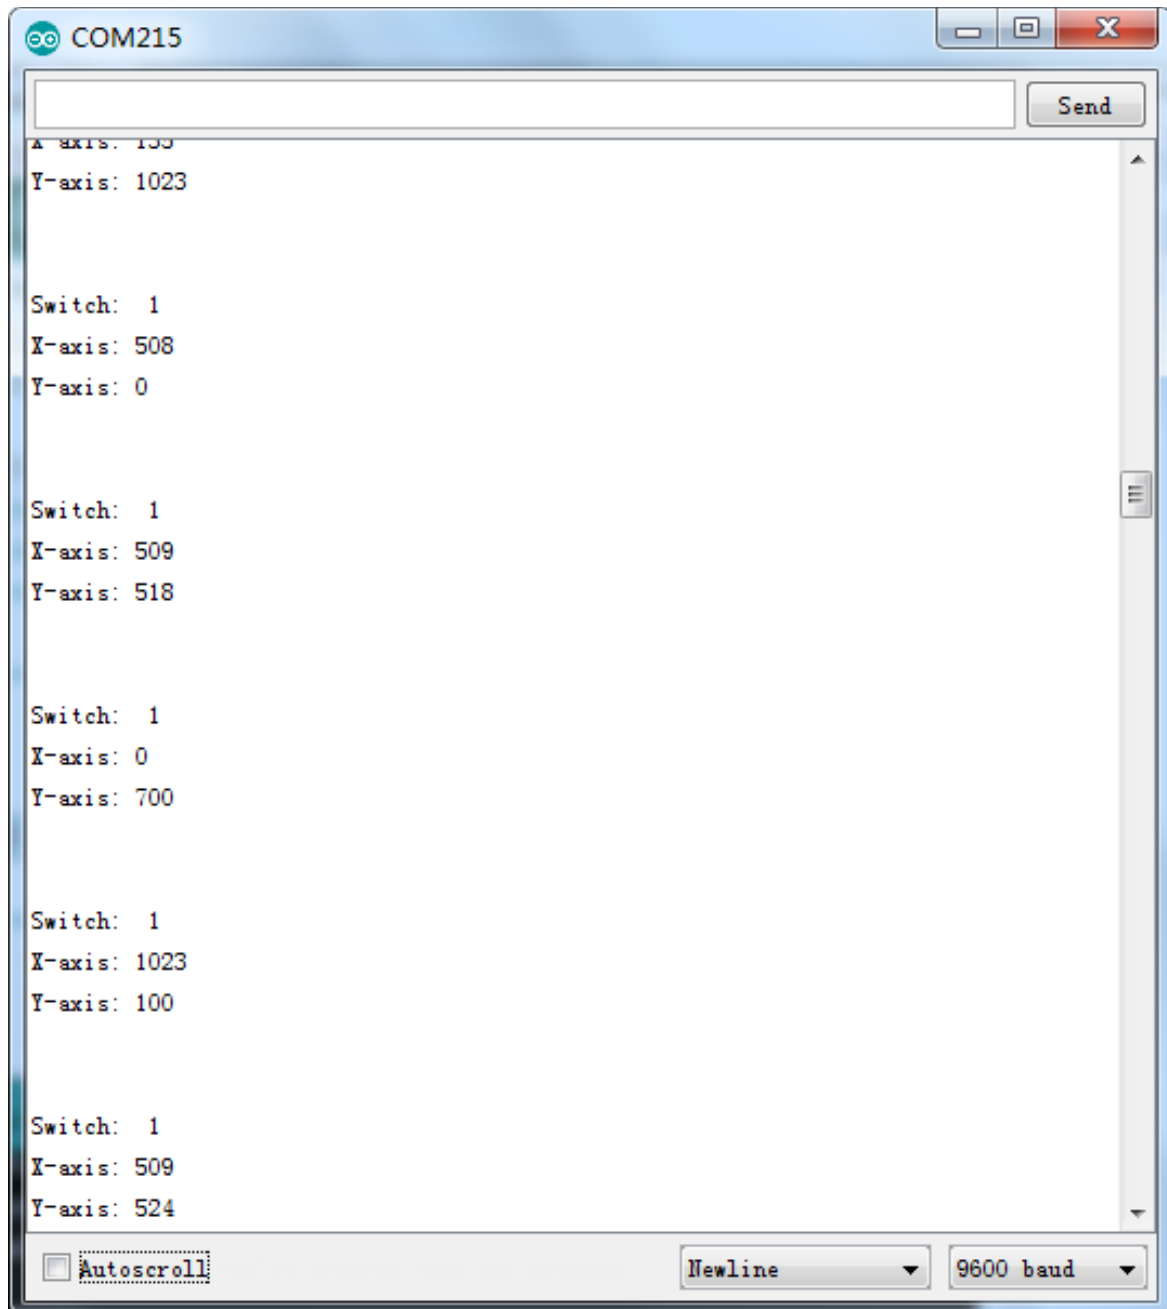 COM215
Send
X-axis: 155
Y-axis: 1023
Switch:  1
X-axis: 508
Y-axis: 0
Switch:  1
X-axis: 509
Y-axis: 518
Switch:  1
X-axis: 0
Y-axis: 700
Switch:  1
X-axis: 1023
Y-axis: 100
Switch:  1
X-axis: 509
Y-axis: 524
Autoscroll
Newline
9600 baud